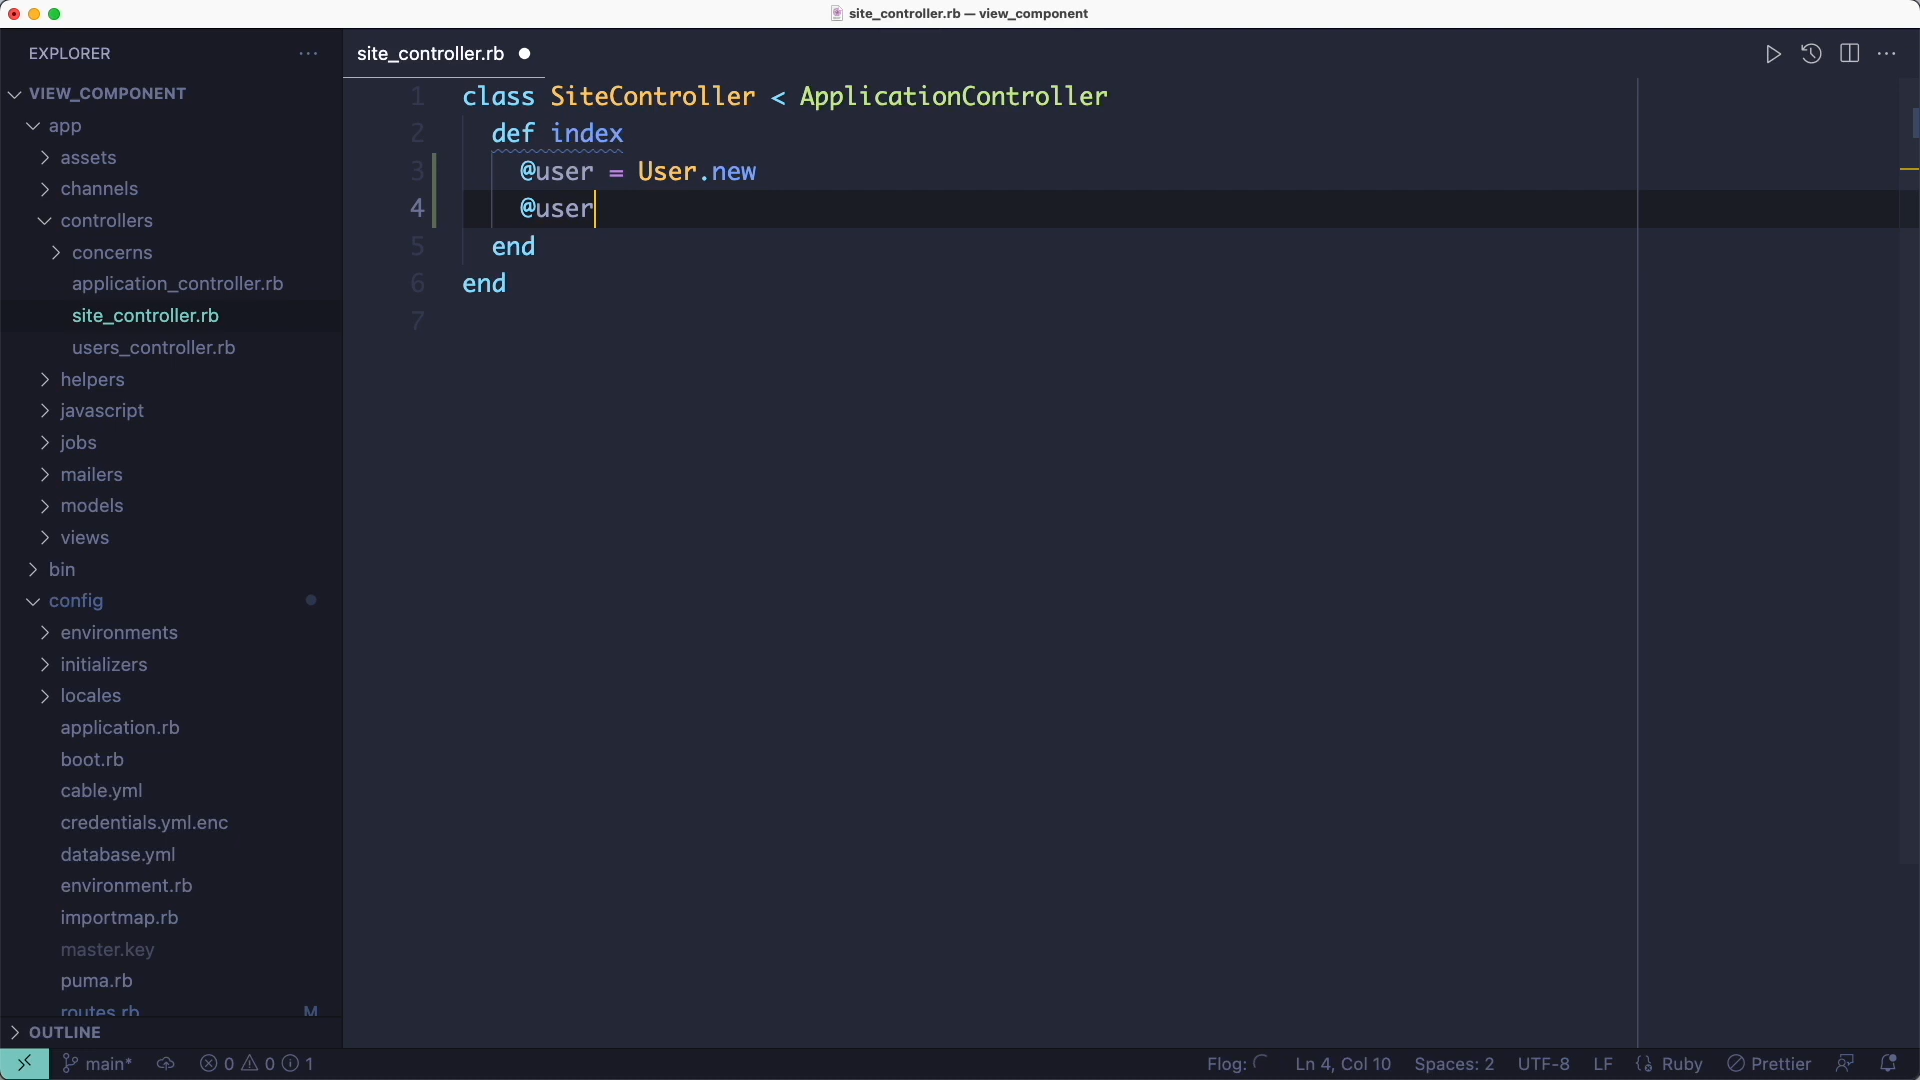 site_controller.rb — view_component
EXPLORER
site_controller.rb
VIEW_COMPONENT
app
assets
channels
controllers
concerns
application_controller.rb
site_controller.rb
users_controller.rb
helpers
javascript
jobs
mailers
models
views
bin
config
environments
initializers
locales
application.rb
boot.rb
cable.yml
credentials.yml.enc
database.yml
environment.rb
importmap.rb
master.key
puma.rb
routes.rb M
OUTLINE
1 class SiteController < ApplicationController
2 def index
3 @user = User.new
4 @user
5 end
6 end
7
main* 0 0 1 Flog: Ln 4, Col 10 Spaces: 2 UTF-8 LF Ruby Prettier